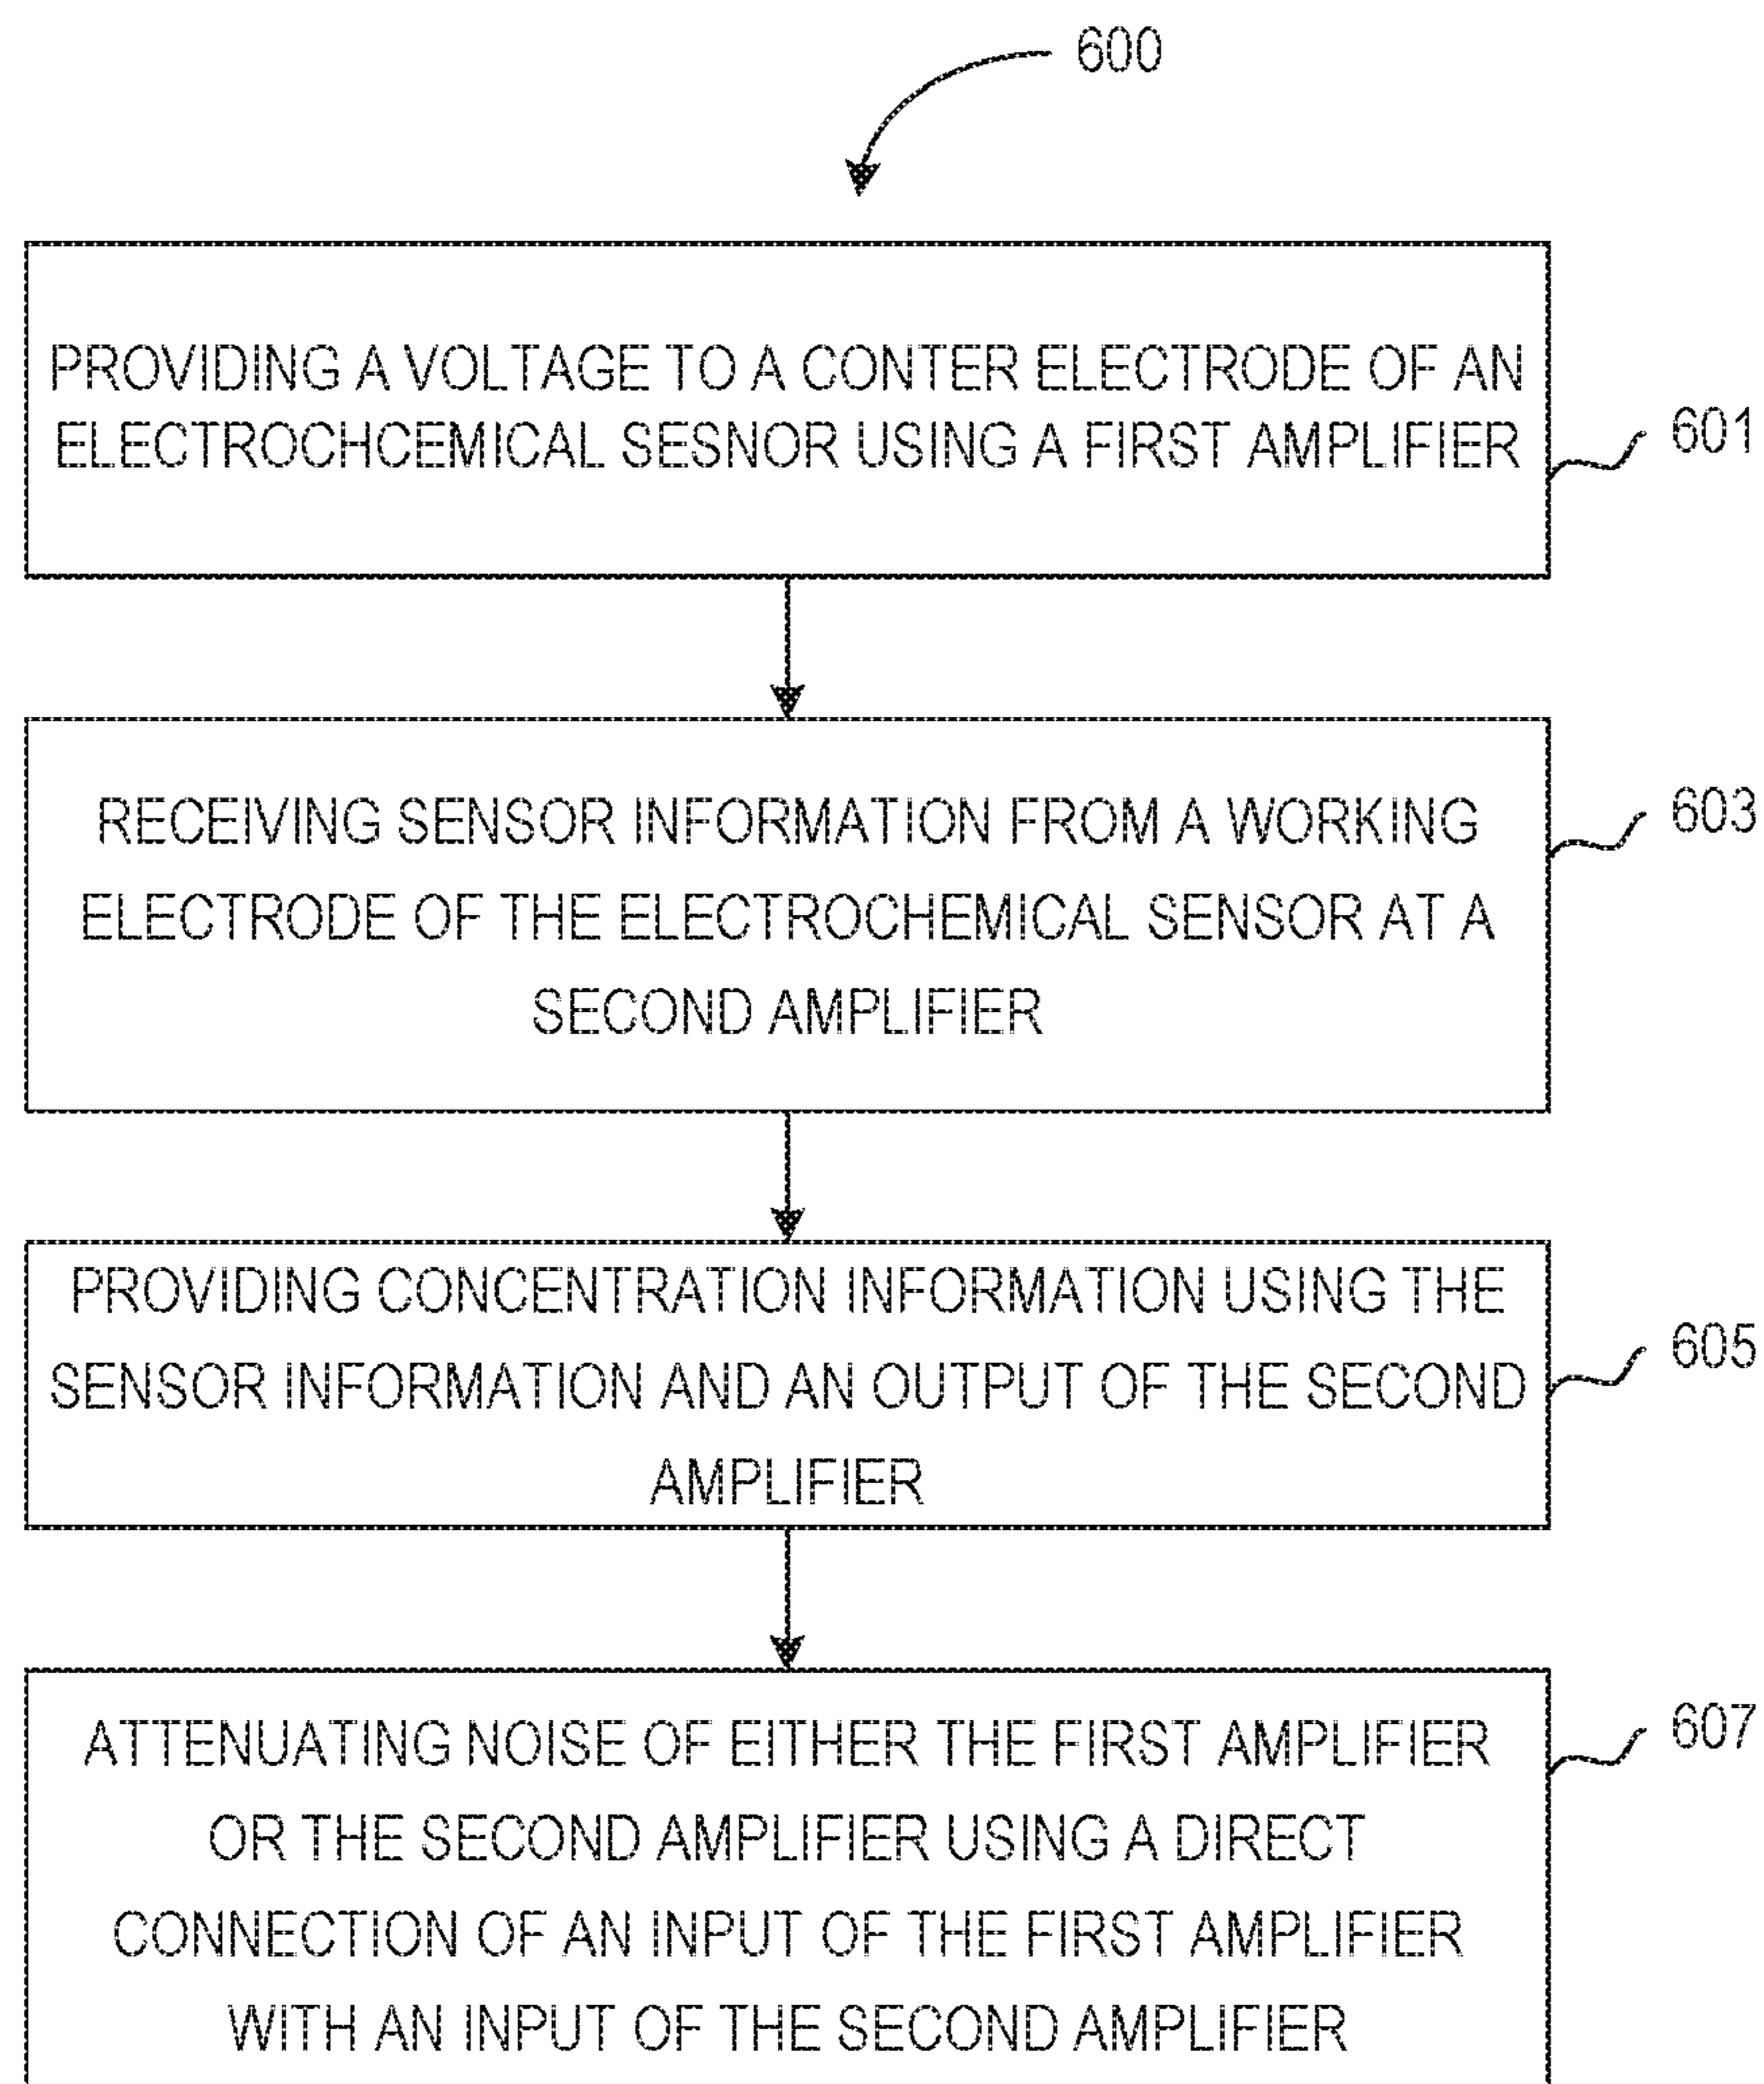 600
PROVIDING A VOLTAGE TO A CONTER ELECTRODE OF AN
ELECTROCHCEMICAL SESNOR USING A FIRST AMPLIFIER
601
RECEIVING SENSOR INFORMATION FROM A WORKING
ELECTRODE OF THE ELECTROCHEMICAL SENSOR AT A
SECOND AMPLIFIER
603
PROVIDING CONCENTRATION INFORMATION USING THE
SENSOR INFORMATION AND AN OUTPUT OF THE SECOND
AMPLIFIER
605
ATTENUATING NOISE OF EITHER THE FIRST AMPLIFIER
OR THE SECOND AMPLIFIER USING A DIRECT
CONNECTION OF AN INPUT OF THE FIRST AMPLIFIER
WITH AN INPUT OF THE SECOND AMPLIFIER
607